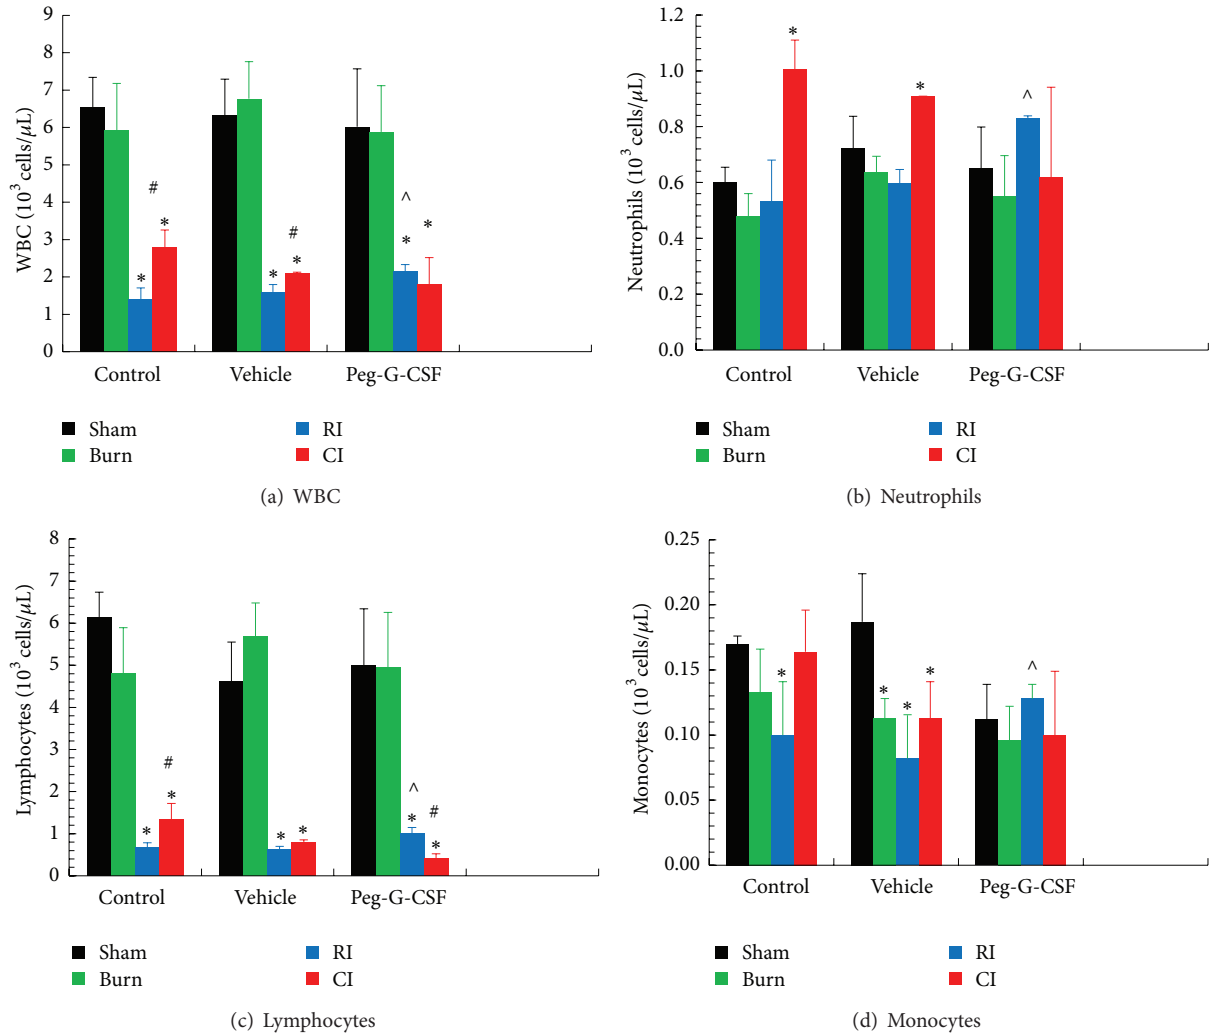 9
8
7
6
5
4
3
2
1
0
WBC (10³ cells/μL)
#
*
*
#
*
*
^
*
*
Control Vehicle Peg-G-CSF
Sham RI
Burn CI
(a) WBC
1.2
1.0
0.8
0.6
0.4
0.2
0.0
Neutrophils (10³ cells/μL)
*
*
^
Control Vehicle Peg-G-CSF
Sham RI
Burn CI
(b) Neutrophils
8
7
6
5
4
3
2
1
0
Lymphocytes (10³ cells/μL)
#
*
*
*
*
^
#
*
*
Control Vehicle Peg-G-CSF
Sham RI
Burn CI
(c) Lymphocytes
0.25
0.20
0.15
0.10
0.05
0.00
Monocytes (10³ cells/μL)
*
*
*
*
^
Control Vehicle Peg-G-CSF
Sham RI
Burn CI
(d) Monocytes